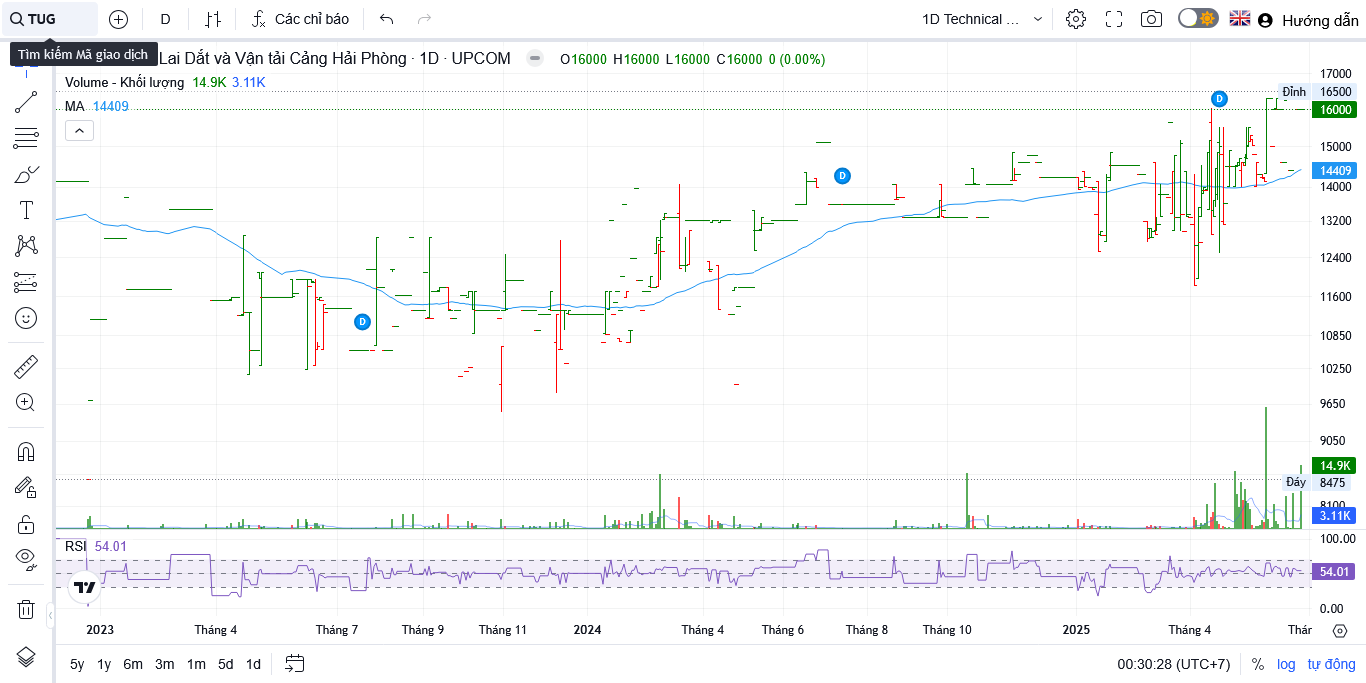 TUG D Các chỉ báo 1D Technical ... Hướng dẫn
Tìm kiếm Mã giao dịch
Lai Dắt và Vận tải Cảng Hải Phòng · 1D · UPCOM O16000 H16000 L16000 C16000 0 (0.00%)
Volume - Khối lượng 14.9K 3.11K
MA 14409
17000
Đỉnh 16500
16000
15000
14409
14000
13200
12400
11600
10850
10250
9650
9050
14.9K
Đáy 8475
8100
3.11K
D
D
D
RSI 54.01
100.00
54.01
0.00
2023 Tháng 4 Tháng 7 Tháng 9 Tháng 11 2024 Tháng 4 Tháng 6 Tháng 8 Tháng 10 2025 Tháng 4 Thár
5y 1y 6m 3m 1m 5d 1d 00:30:28 (UTC+7) % log tự động